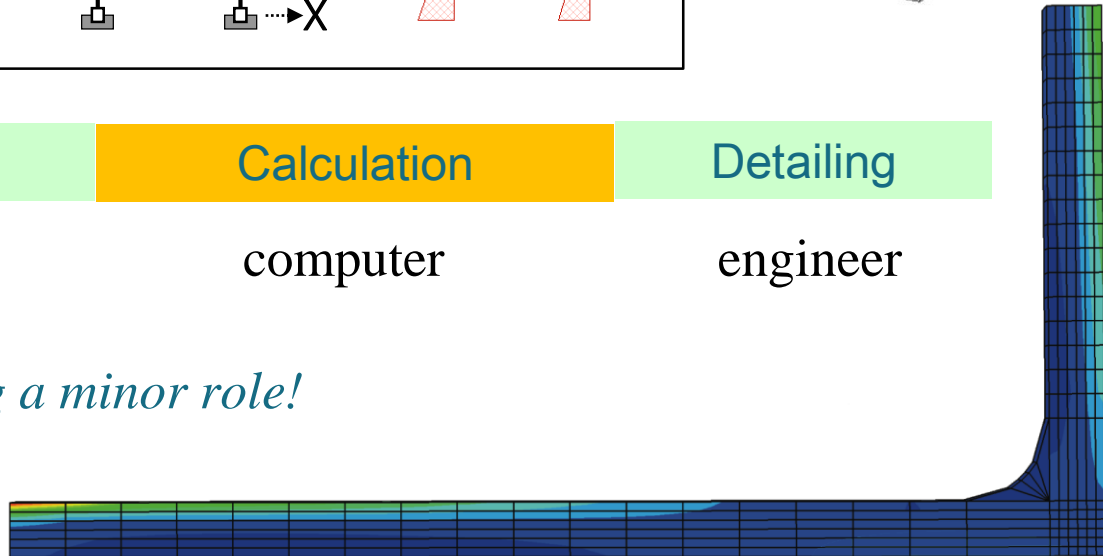 X
Calculation Detailing
computer engineer
a minor role!